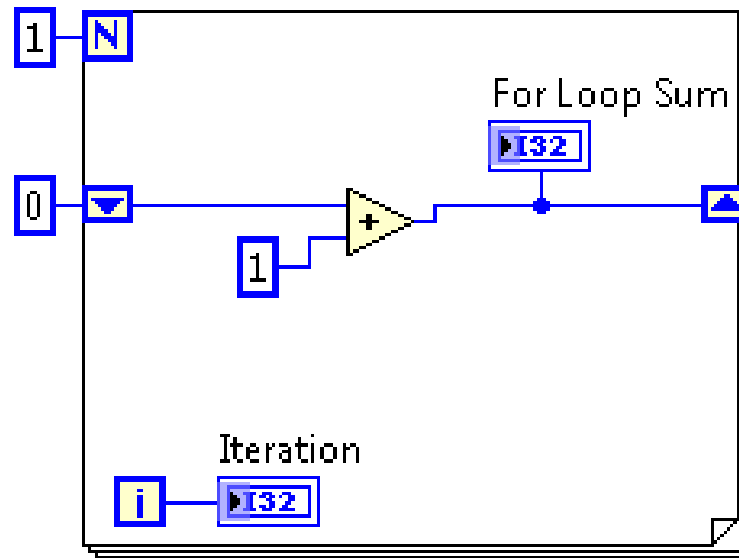 1 N
For Loop Sum
I32
0
+
1
Iteration
i I32